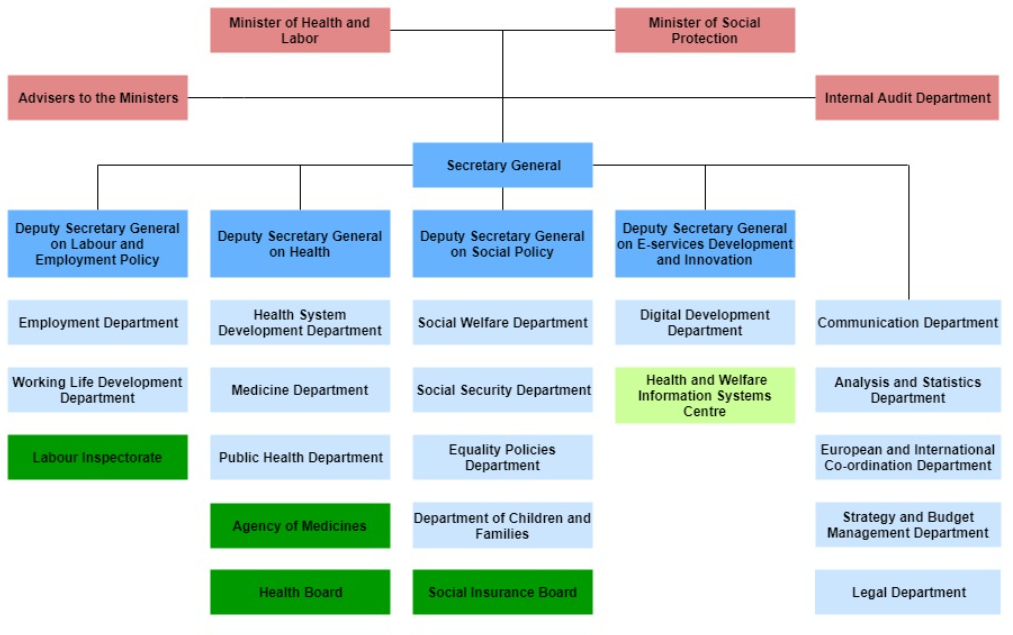 Minister of Health and
Labor
Minister of Social
Protection
Advisers to the Ministers
Internal Audit Department
Secretary General
Deputy Secretary General
on Labour and
Employment Policy
Deputy Secretary General
on Health
Deputy Secretary General
on Social Policy
Deputy Secretary General
on E-services Development
and Innovation
Employment Department
Health System
Development Department
Social Welfare Department
Digital Development
Department
Communication Department
Working Life Development
Department
Medicine Department
Social Security Department
Health and Welfare
Information Systems
Centre
Analysis and Statistics
Department
Labour Inspectorate
Public Health Department
Equality Policies
Department
European and International
Co-ordination Department
Agency of Medicines
Department of Children and
Families
Strategy and Budget
Management Department
Health Board
Social Insurance Board
Legal Department